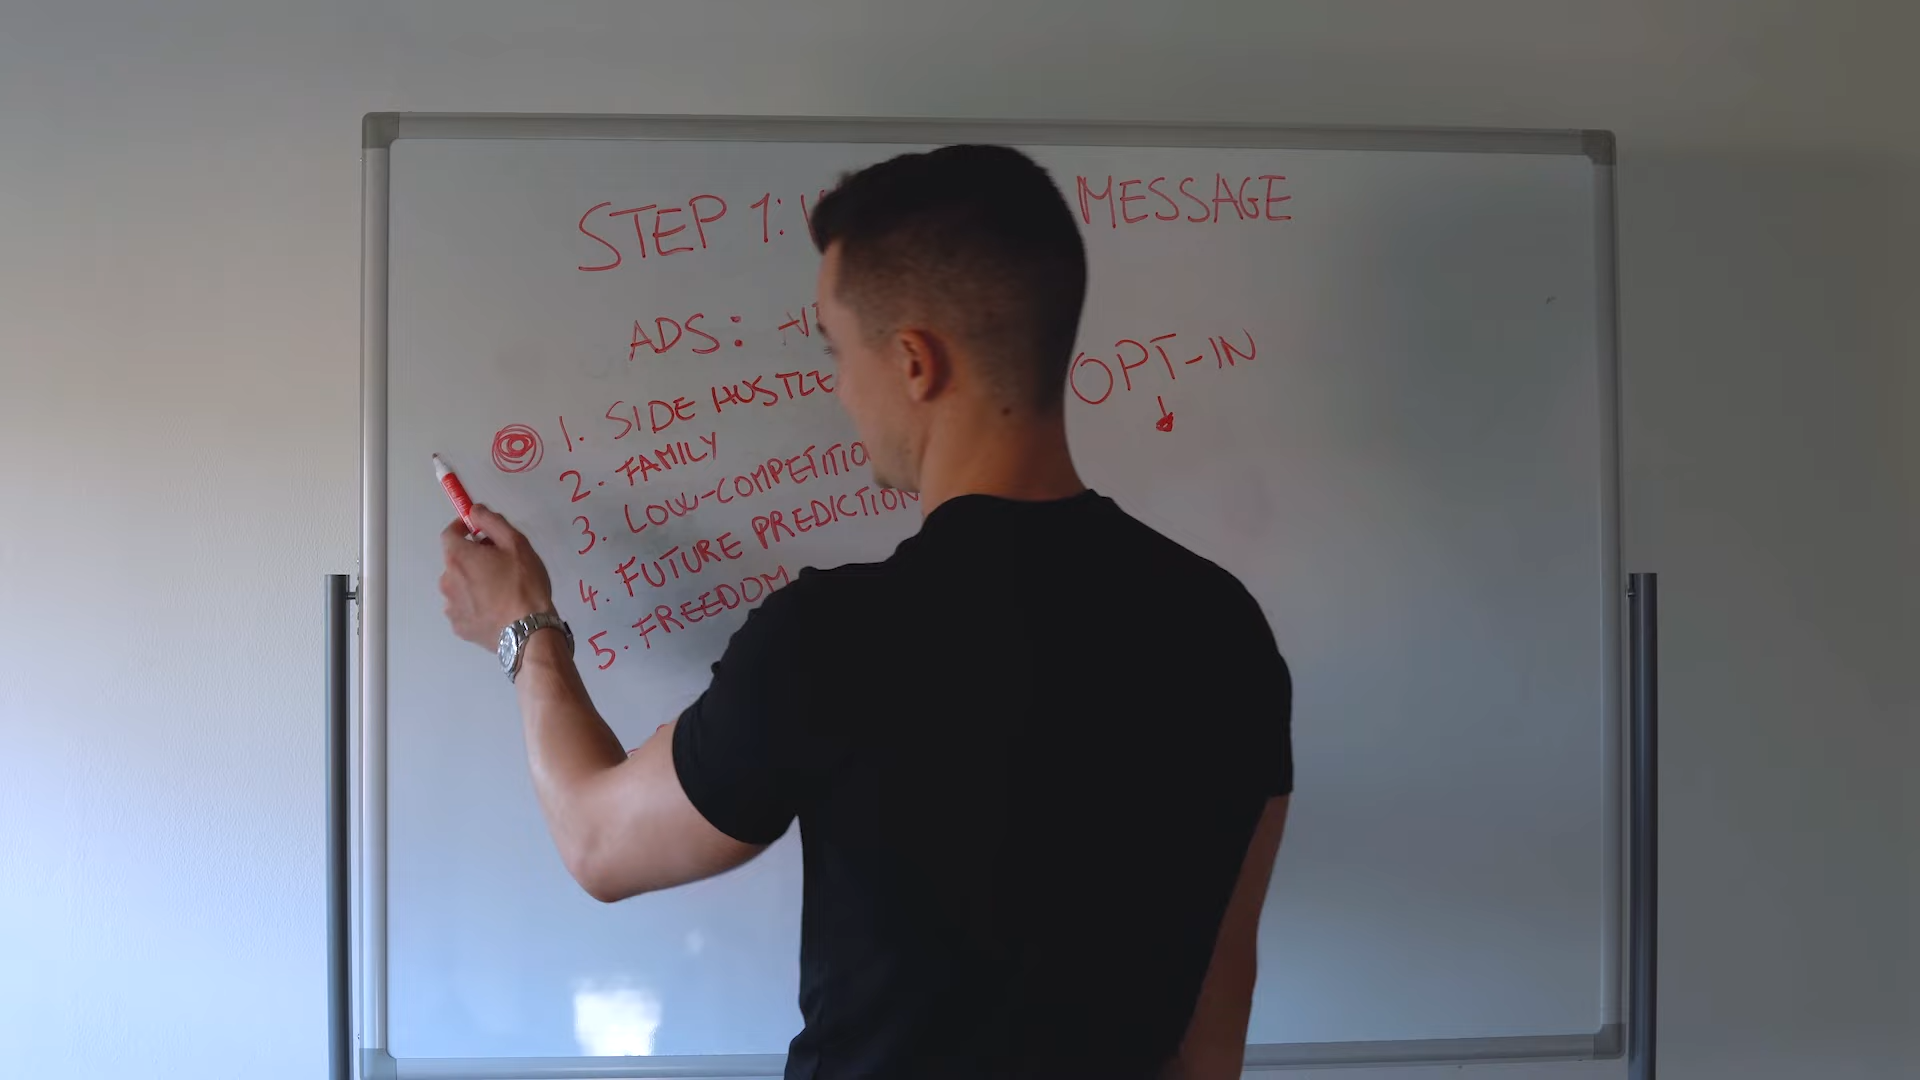 STEP 1: MESSAGE
ADS:
OPT-IN
1. SIDE HUSTLE
2. FAMILY
3. LOW-COMPETITIO
4. FUTURE PREDICTION
5. FREEDOM